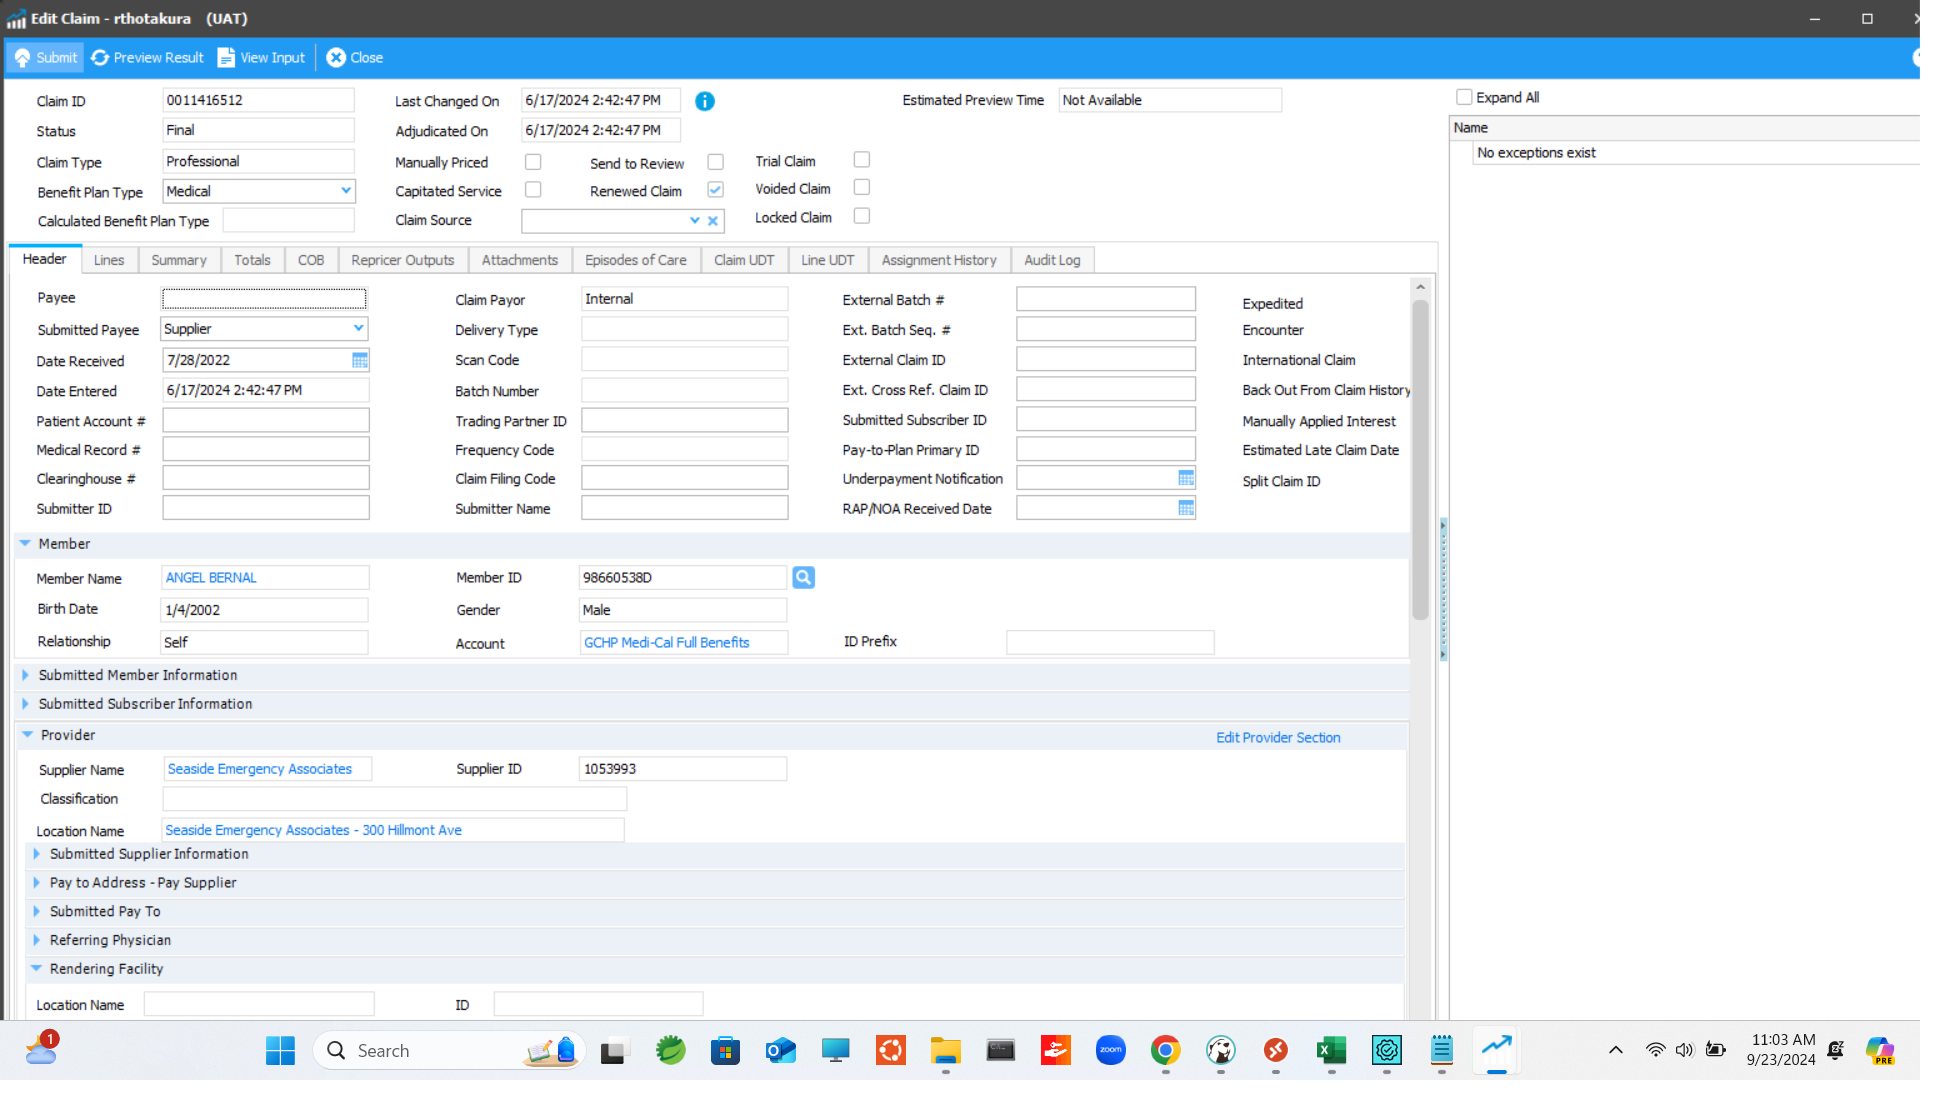 Edit Claim - rthotakura (UAT)
Submit Preview Result View Input Close
Claim ID 0011416512 Last Changed On 6/17/2024 2:42:47 PM Estimated Preview Time Not Available Expand All
Status Final Adjudicated On 6/17/2024 2:42:47 PM Name
Claim Type Professional Manually Priced Send to Review Trial Claim No exceptions exist
Benefit Plan Type Medical Capitated Service Renewed Claim Voided Claim
Calculated Benefit Plan Type Claim Source Locked Claim
Header Lines Summary Totals COB Repricer Outputs Attachments Episodes of Care Claim UDT Line UDT Assignment History Audit Log
Payee Claim Payor Internal External Batch # Expedited
Submitted Payee Supplier Delivery Type Ext. Batch Seq. # Encounter
Date Received 7/28/2022 Scan Code External Claim ID International Claim
Date Entered 6/17/2024 2:42:47 PM Batch Number Ext. Cross Ref. Claim ID Back Out From Claim History
Patient Account # Trading Partner ID Submitted Subscriber ID Manually Applied Interest
Medical Record # Frequency Code Pay-to-Plan Primary ID Estimated Late Claim Date
Clearinghouse # Claim Filing Code Underpayment Notification Split Claim ID
Submitter ID Submitter Name RAP/NOA Received Date
Member
Member Name ANGEL BERNAL Member ID 98660538D
Birth Date 1/4/2002 Gender Male
Relationship Self Account GCHP Medi-Cal Full Benefits ID Prefix
Submitted Member Information
Submitted Subscriber Information
Provider Edit Provider Section
Supplier Name Seaside Emergency Associates Supplier ID 1053993
Classification
Location Name Seaside Emergency Associates - 300 Hillmont Ave
Submitted Supplier Information
Pay to Address - Pay Supplier
Submitted Pay To
Referring Physician
Rendering Facility
Location Name ID
1 Search zoom 11:03 AM
9/23/2024 PRE